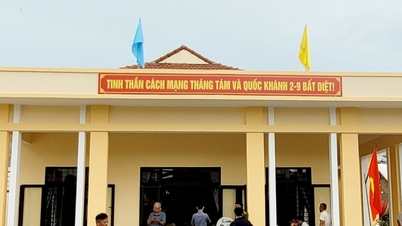 TINH THẦN CÁCH MẠNG THÁNG TÁM VÀ QUỐC KHÁNH 2-9 BẤT DIỆT!